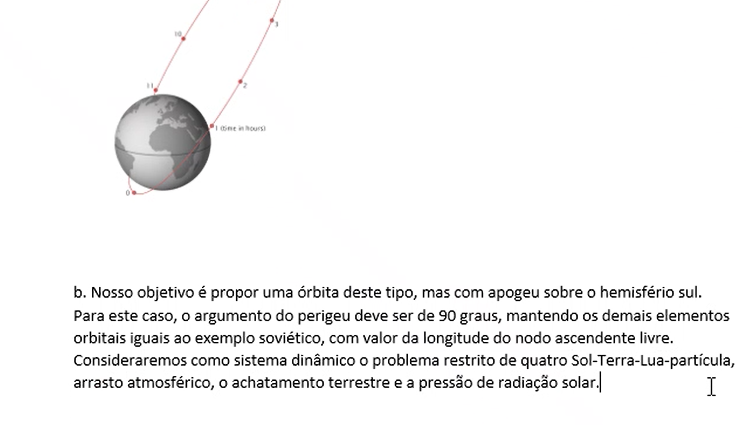 3
10
2
11
1 (time in hours)
0
b. Nosso objetivo é propor uma órbita deste tipo, mas com apogeu sobre o hemisfério sul.
Para este caso, o argumento do perigeu deve ser de 90 graus, mantendo os demais elementos
orbitais iguais ao exemplo soviético, com valor da longitude do nodo ascendente livre.
Consideraremos como sistema dinâmico o problema restrito de quatro Sol-Terra-Lua-partícula,
arrasto atmosférico, o achatamento terrestre e a pressão de radiação solar.